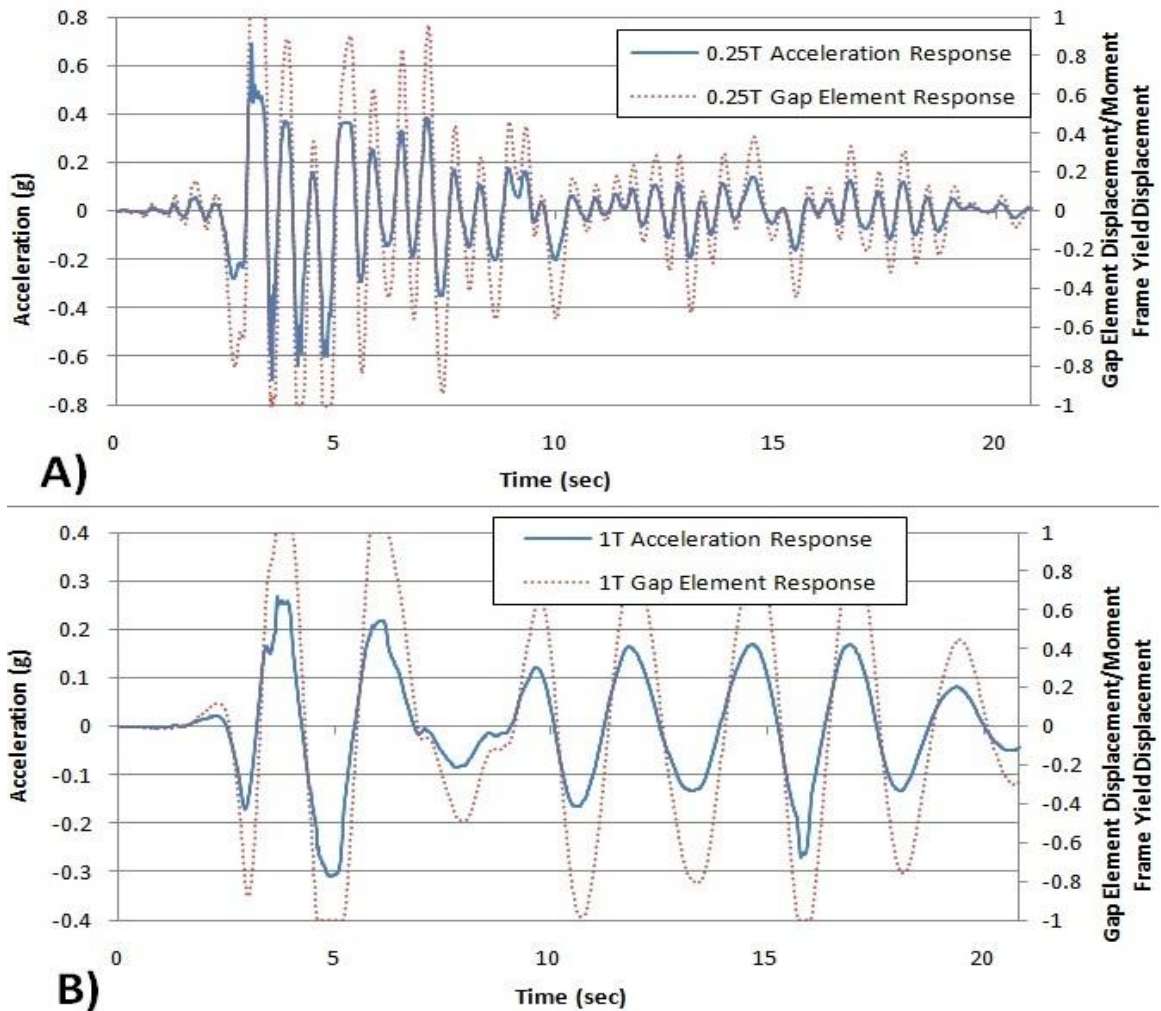 0.8
0.6
0.4
0.2
0
-0.2
-0.4
-0.6
-0.8
Acceleration (g)
0.25T Acceleration Response
0.25T Gap Element Response
1
0.8
0.6
0.4
0.2
0
-0.2
-0.4
-0.6
-0.8
-1
Gap Element Displacement/Moment
Frame Yield Displacement
0 5 10 15 20
Time (sec)
A)
0.4
0.3
0.2
0.1
0
-0.1
-0.2
-0.3
-0.4
Acceleration (g)
1T Acceleration Response
1T Gap Element Response
1
0.8
0.6
0.4
0.2
0
-0.2
-0.4
-0.6
-0.8
-1
Gap Element Displacement/Moment
Frame Yield Displacement
0 5 10 15 20
Time (sec)
B)